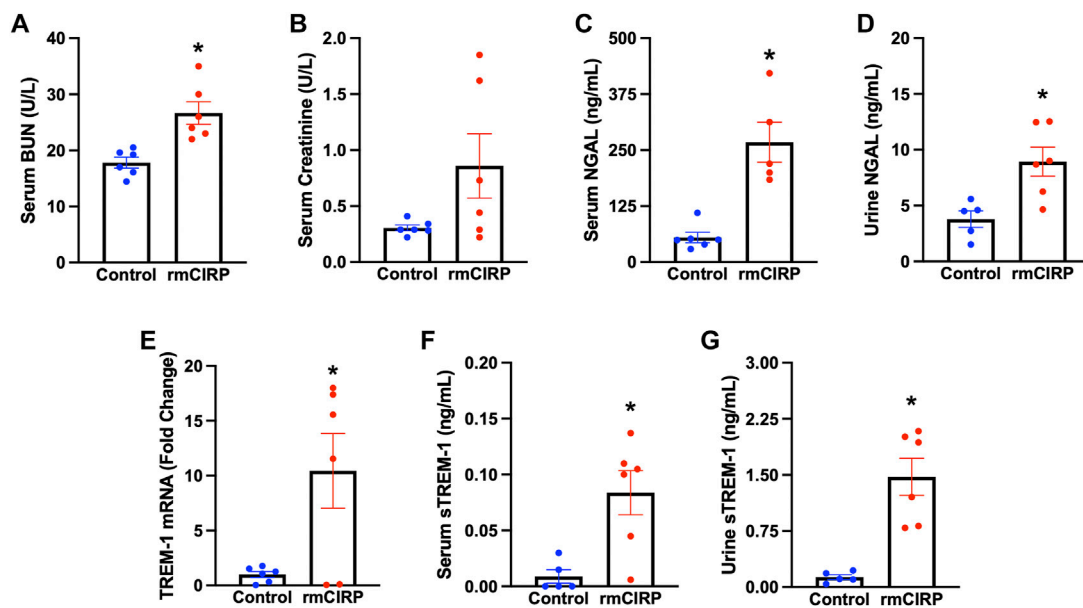 A
Serum BUN (U/L)
40
30
20
10
0
*
Control rmCIRP
B
Serum Creatinine (U/L)
2.0
1.5
1.0
0.5
0.0
Control rmCIRP
C
Serum NGAL (ng/mL)
500
375
250
125
0
*
Control rmCIRP
D
Urine NGAL (ng/mL)
20
15
10
5
0
*
Control rmCIRP
E
TREM-1 mRNA (Fold Change)
20
15
10
5
0
*
Control rmCIRP
F
Serum sTREM-1 (ng/mL)
0.20
0.15
0.10
0.05
0.00
*
Control rmCIRP
G
Urine sTREM-1 (ng/mL)
3.00
2.25
1.50
0.75
0.00
*
Control rmCIRP